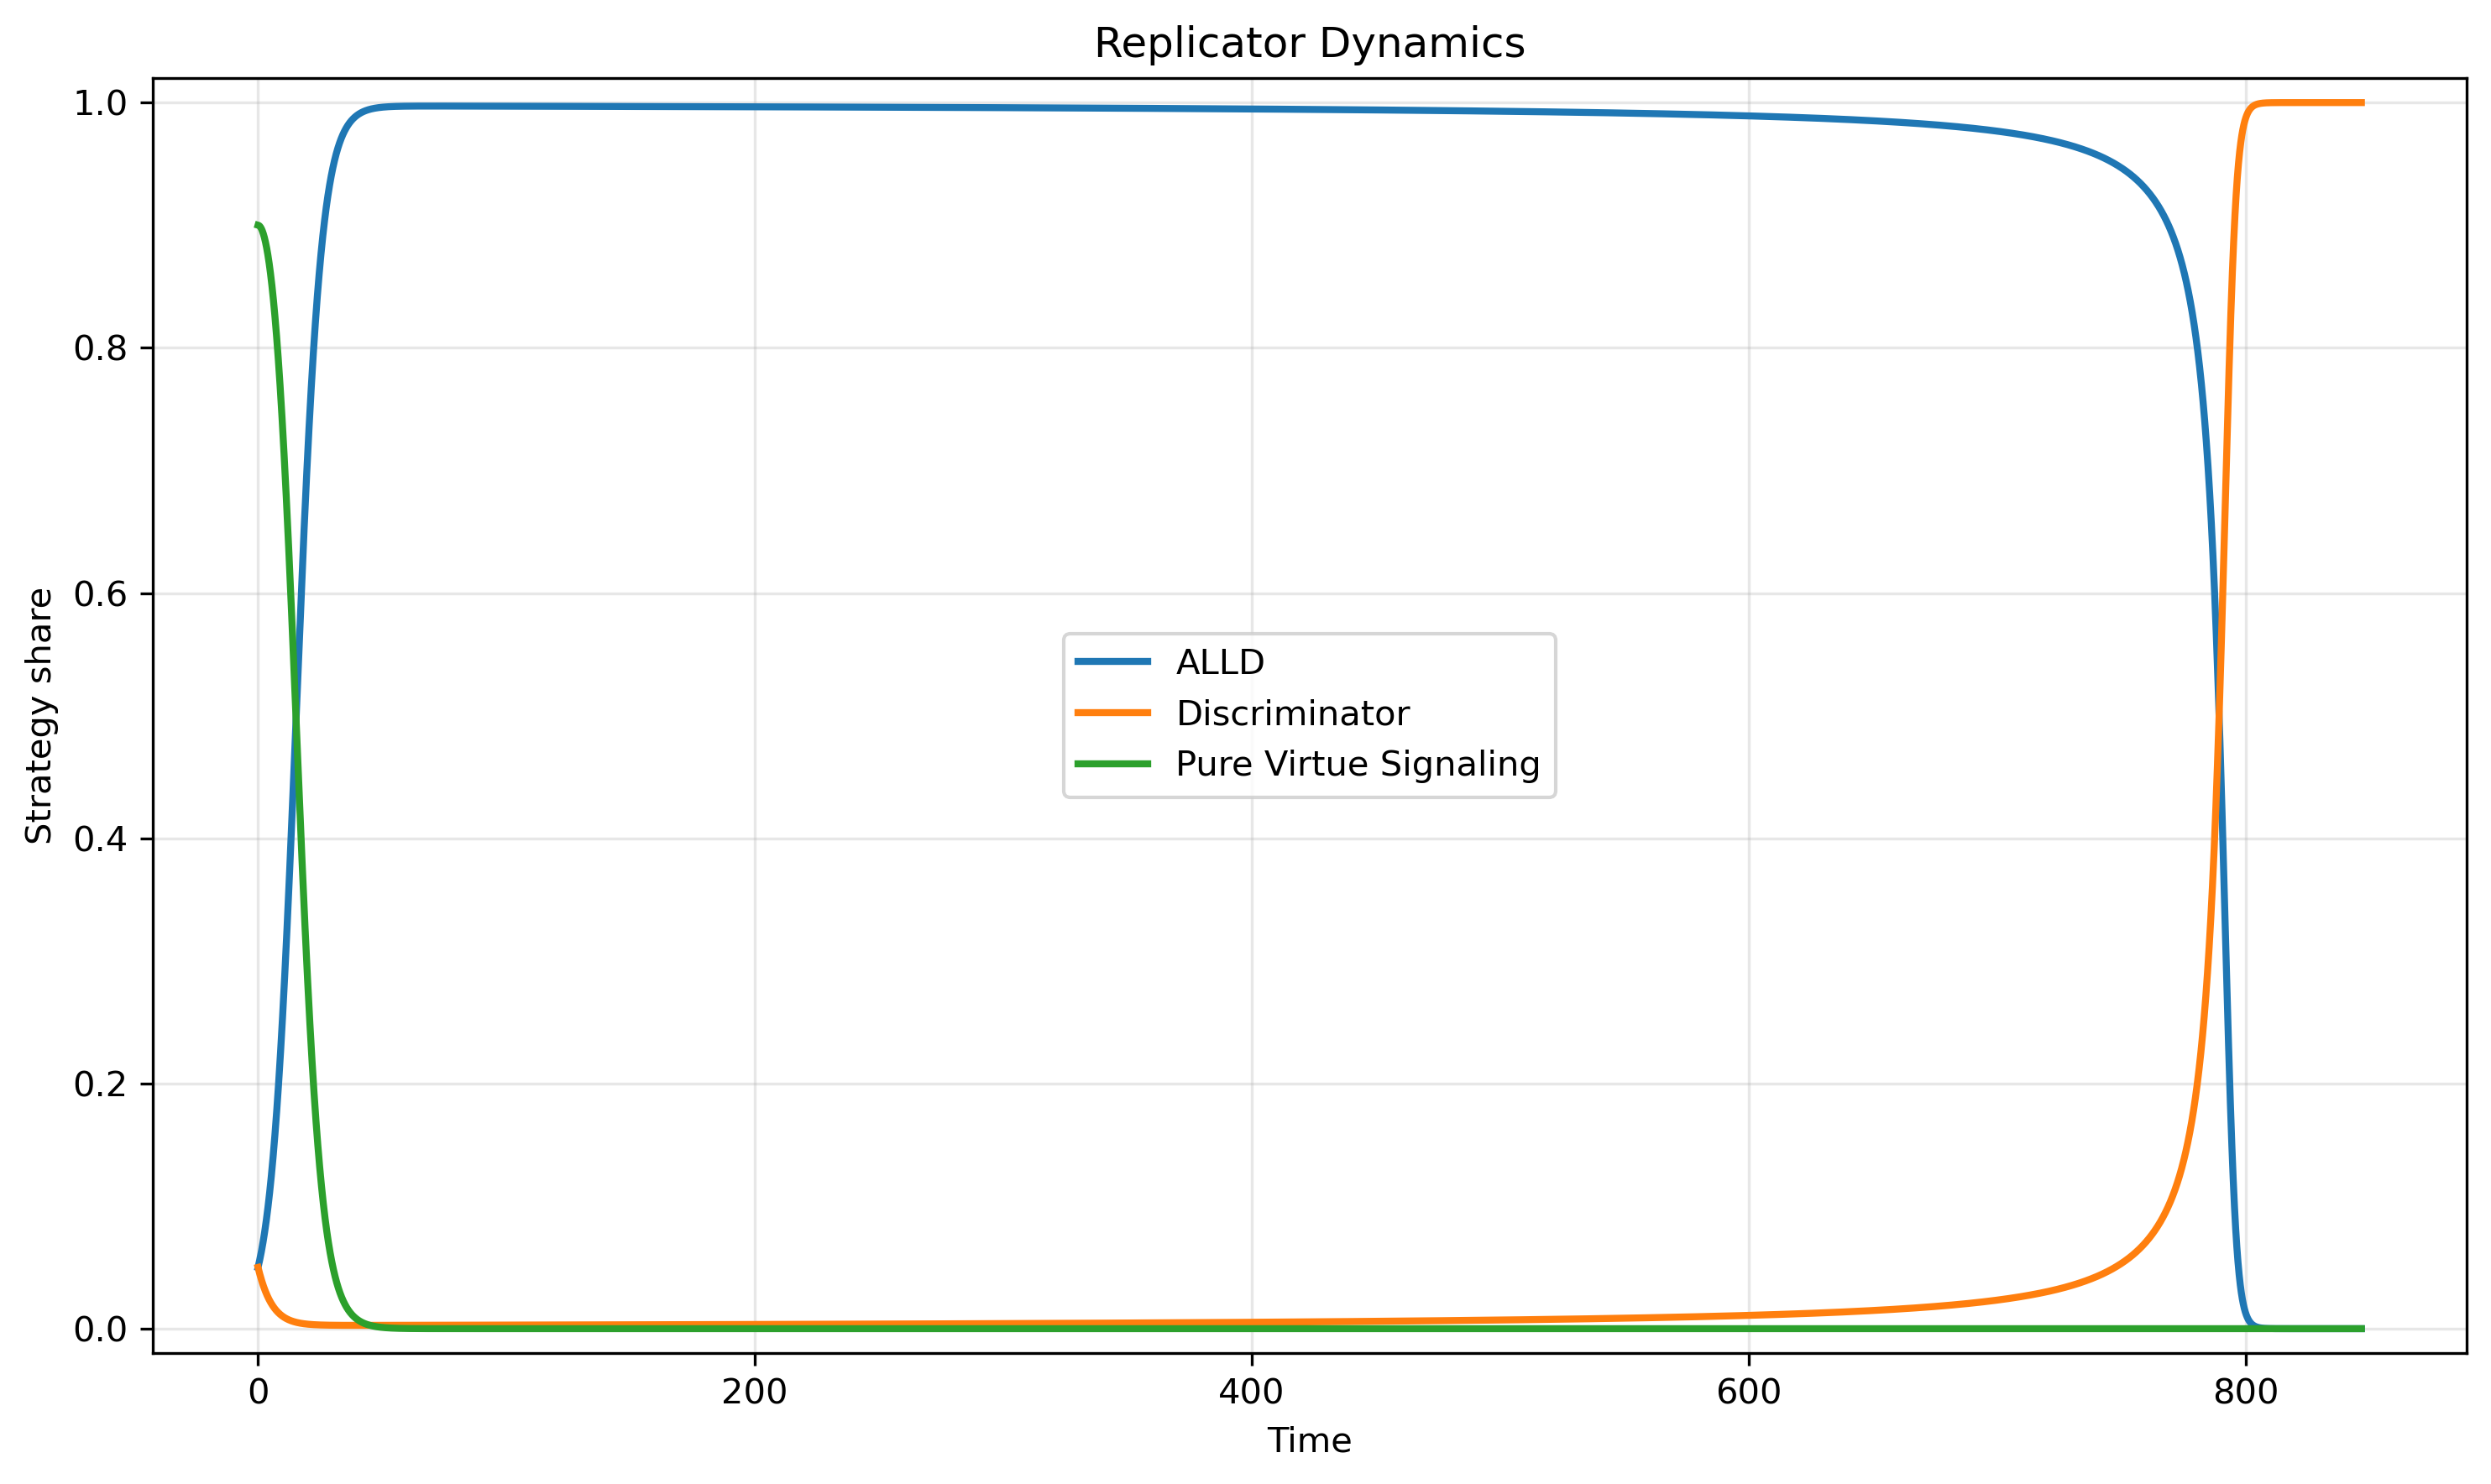 Replicator Dynamics
Strategy share
1.0
0.8
0.6
0.4
0.2
0.0
ALLD
Discriminator
Pure Virtue Signaling
0
200
400
600
800
Time